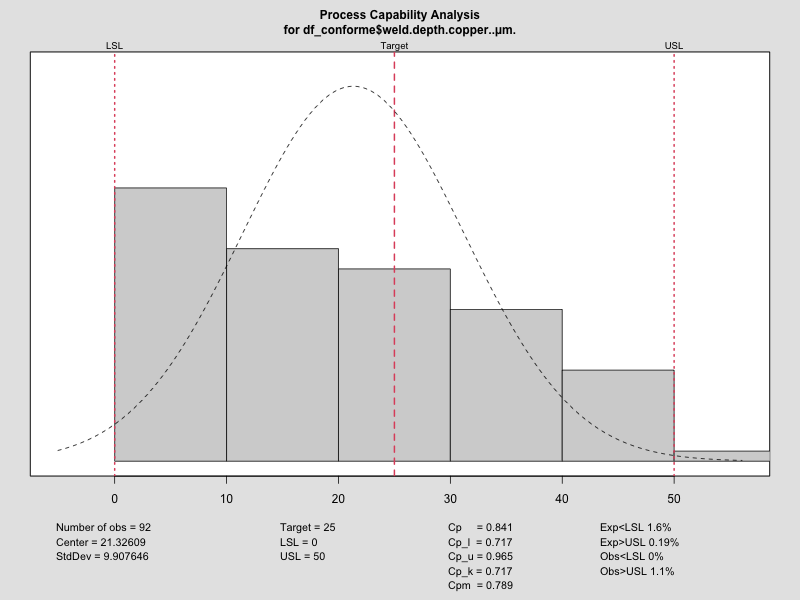 Process Capability Analysis
for df_conforme$weld.depth.copper..µm.
LSL Target USL
0 10 20 30 40 50
Number of obs = 92
Center = 21.32609
StdDev = 9.907646
Target = 25
LSL = 0
USL = 50
Cp = 0.841
Cp_l = 0.717
Cp_u = 0.965
Cp_k = 0.717
Cpm = 0.789
Exp<LSL 1.6%
Exp>USL 0.19%
Obs<LSL 0%
Obs>USL 1.1%